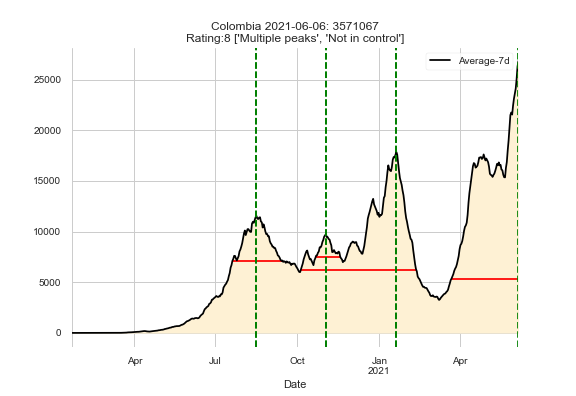 Colombia 2021-06-06: 3571067
Rating:8 ['Multiple peaks', 'Not in control']
Average-7d
25000
20000
15000
10000
5000
0
Apr
Jul
Oct
Jan
2021
Apr
Date